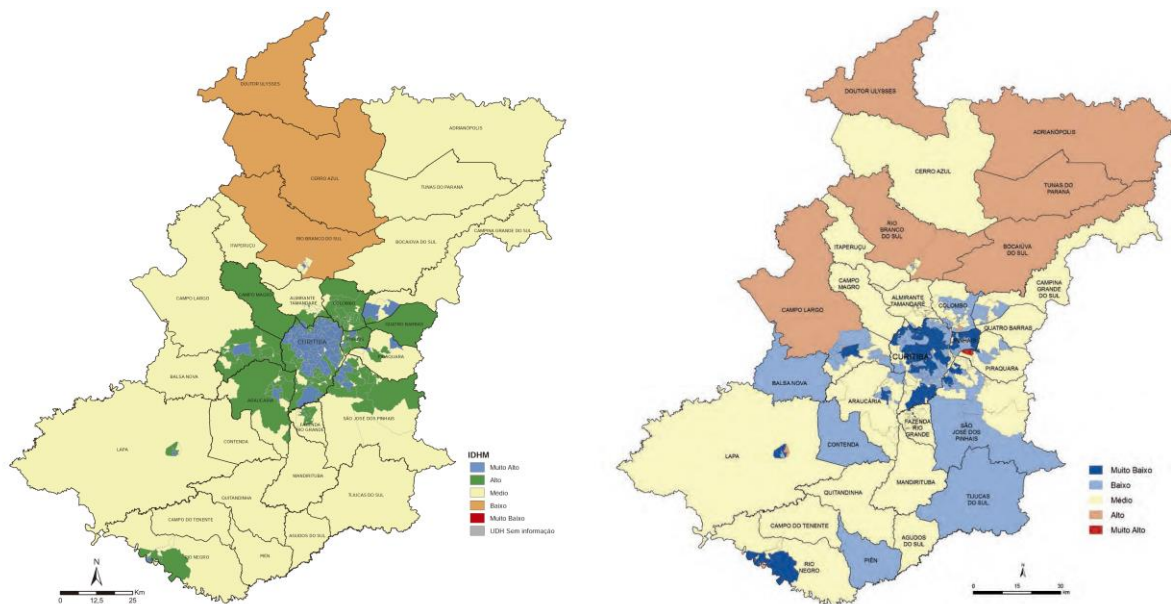 DOUTOR ULYSSES
ADRIANÓPOLIS
CERRO AZUL
TUNAS DO PARANÁ
CAMPINA GRANDE DO SUL
RIO BRANCO DO SUL
BOCAIÚVA DO SUL
ITAPERUÇU
CAMPO LARGO
CAMPO MAGRO
ALMIRANTE
TAMANDARÉ
COLOMBO
QUATRO BARRAS
CURITIBA
PINHAIS
PIRAQUARA
BALSA NOVA
ARAUCÁRIA
SÃO JOSÉ DOS PINHAIS
FAZENDA
RIO GRANDE
CONTENDA
LAPA
MANDIRITUBA
QUITANDINHA
TIJUCAS DO SUL
CAMPO DO TENENTE
AGUDOS DO SUL
PIÊN
RIO NEGRO
IDHM
Muito Alto
Alto
Médio
Baixo
Muito Baixo
UDH Sem informação
N
0 12,5 25 Km
DOUTOR ULYSSES
ADRIANÓPOLIS
CERRO AZUL
TUNAS DO
PARANÁ
RIO
BRANCO
DO SUL
BOCAIÚVA
DO SUL
ITAPERUÇU
CAMPO
MAGRO
CAMPINA
GRANDE
DO SUL
ALMIRANTE
TAMANDARÉ
COLOMBO
CAMPO LARGO
QUATRO BARRAS
PINHAIS
CURITIBA
PIRAQUARA
BALSA NOVA
ARAUCÁRIA
FAZENDA
RIO
GRANDE
SÃO
JOSÉ DOS
PINHAIS
CONTENDA
LAPA
MANDIRITUBA
QUITANDINHA
TIJUCAS
DO SUL
CAMPO DO TENENTE
AGUDOS
DO SUL
PIÊN
RIO
NEGRO
Muito Baixo
Baixo
Médio
Alto
Muito Alto
N
0 15 30
km